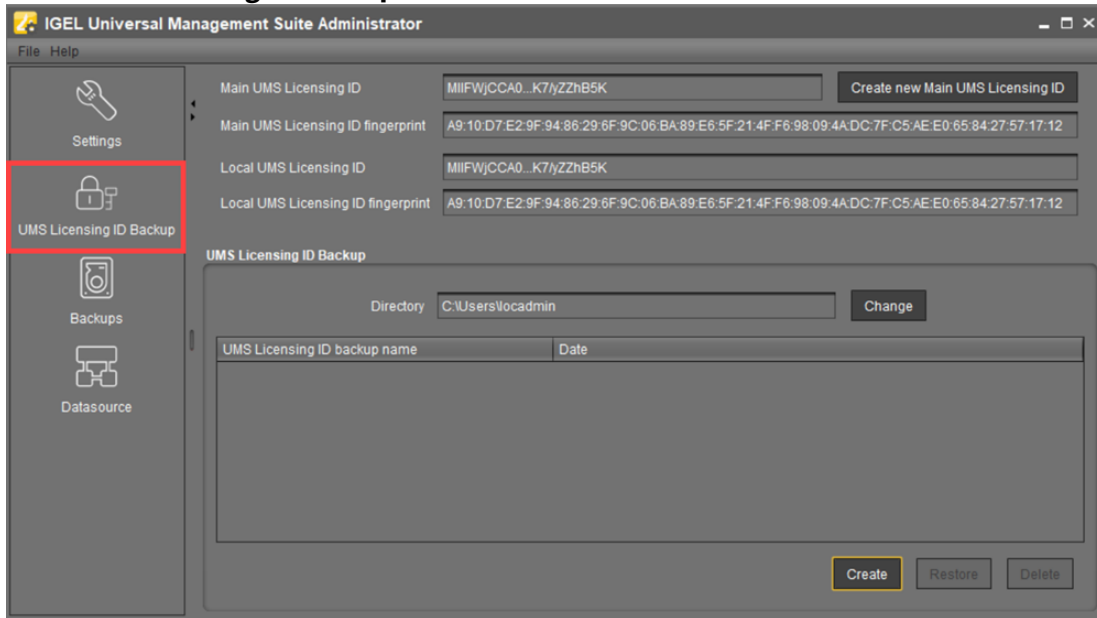 IGEL Universal Management Suite Administrator
File Help
Settings
UMS Licensing ID Backup
Backups
Datasource
Main UMS Licensing ID MIIFWjCCA0...K7/yZZhB5K Create new Main UMS Licensing ID
Main UMS Licensing ID fingerprint A9:10:D7:E2:9F:94:86:29:6F:9C:06:BA:89:E6:5F:21:4F:F6:98:09:4A:DC:7F:C5:AE:E0:65:84:27:57:17:12
Local UMS Licensing ID MIIFWjCCA0...K7/yZZhB5K
Local UMS Licensing ID fingerprint A9:10:D7:E2:9F:94:86:29:6F:9C:06:BA:89:E6:5F:21:4F:F6:98:09:4A:DC:7F:C5:AE:E0:65:84:27:57:17:12
UMS Licensing ID Backup
Directory C:\Users\locadmin Change
UMS Licensing ID backup name Date
Create Restore Delete